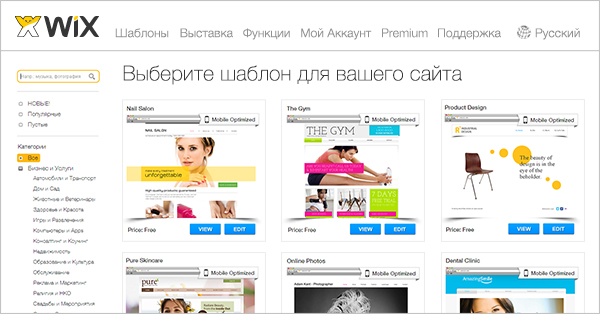 WiX
Шаблоны Выставка Функции Мой Аккаунт Premium Поддержка Русский
Выберите шаблон для вашего сайта
Напр. музыка, фотография
НОВЫЕ!
Популярные
Пустые
Категории
Все
Бизнес и Услуги
Автомобили и Транспорт
Дом и Сад
Животные и Ветеринары
Здоровье и Красота
Игры и Развлечения
Компьютеры и Apps
Консалтинг и Коучинг
Недвижимость
Образование и Культура
Обслуживание
Реклама и Маркетинг
Религия и НКО
Свадьбы и Мероприятия
Nail Salon
Mobile Optimized
NAIL SALON
unforgettable
Price: Free
VIEW
EDIT
The Gym
Mobile Optimized
THE GYM
7 DAYS
FREE TRIAL
Price: Free
VIEW
EDIT
Product Design
The beauty of
design is in the
eye of the
beholder.
Price: Free
VIEW
EDIT
Pure Skincare
Mobile Optimized
pure
Online Photos
Mobile Optimized
Dental Clinic
Mobile Optimized
AmazingSmile